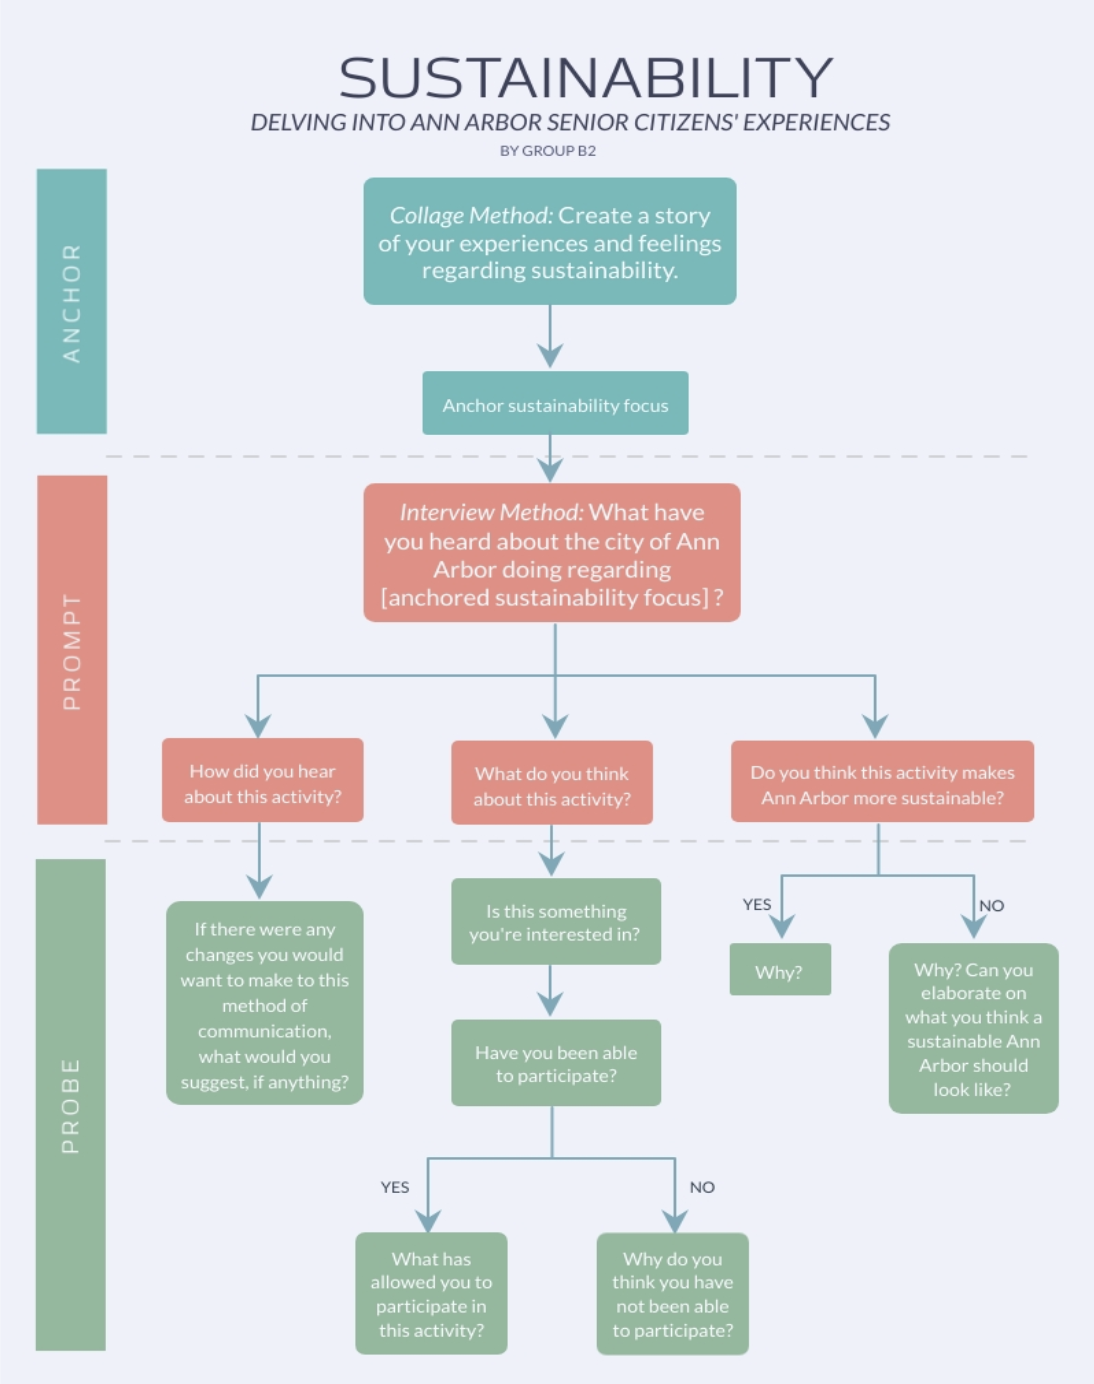 SUSTAINABILITY
DELVING INTO ANN ARBOR SENIOR CITIZENS' EXPERIENCES
BY GROUP B2
ANCHOR
Collage Method: Create a story
of your experiences and feelings
regarding sustainability.
Anchor sustainability focus
PROMPT
Interview Method: What have
you heard about the city of Ann
Arbor doing regarding
[anchored sustainability focus] ?
How did you hear
about this activity?
What do you think
about this activity?
Do you think this activity makes
Ann Arbor more sustainable?
PROBE
If there were any
changes you would
want to make to this
method of
communication,
what would you
suggest, if anything?
Is this something
you're interested in?
Have you been able
to participate?
YES
What has
allowed you to
participate in
this activity?
NO
Why do you
think you have
not been able
to participate?
YES
Why?
NO
Why? Can you
elaborate on
what you think a
sustainable Ann
Arbor should
look like?